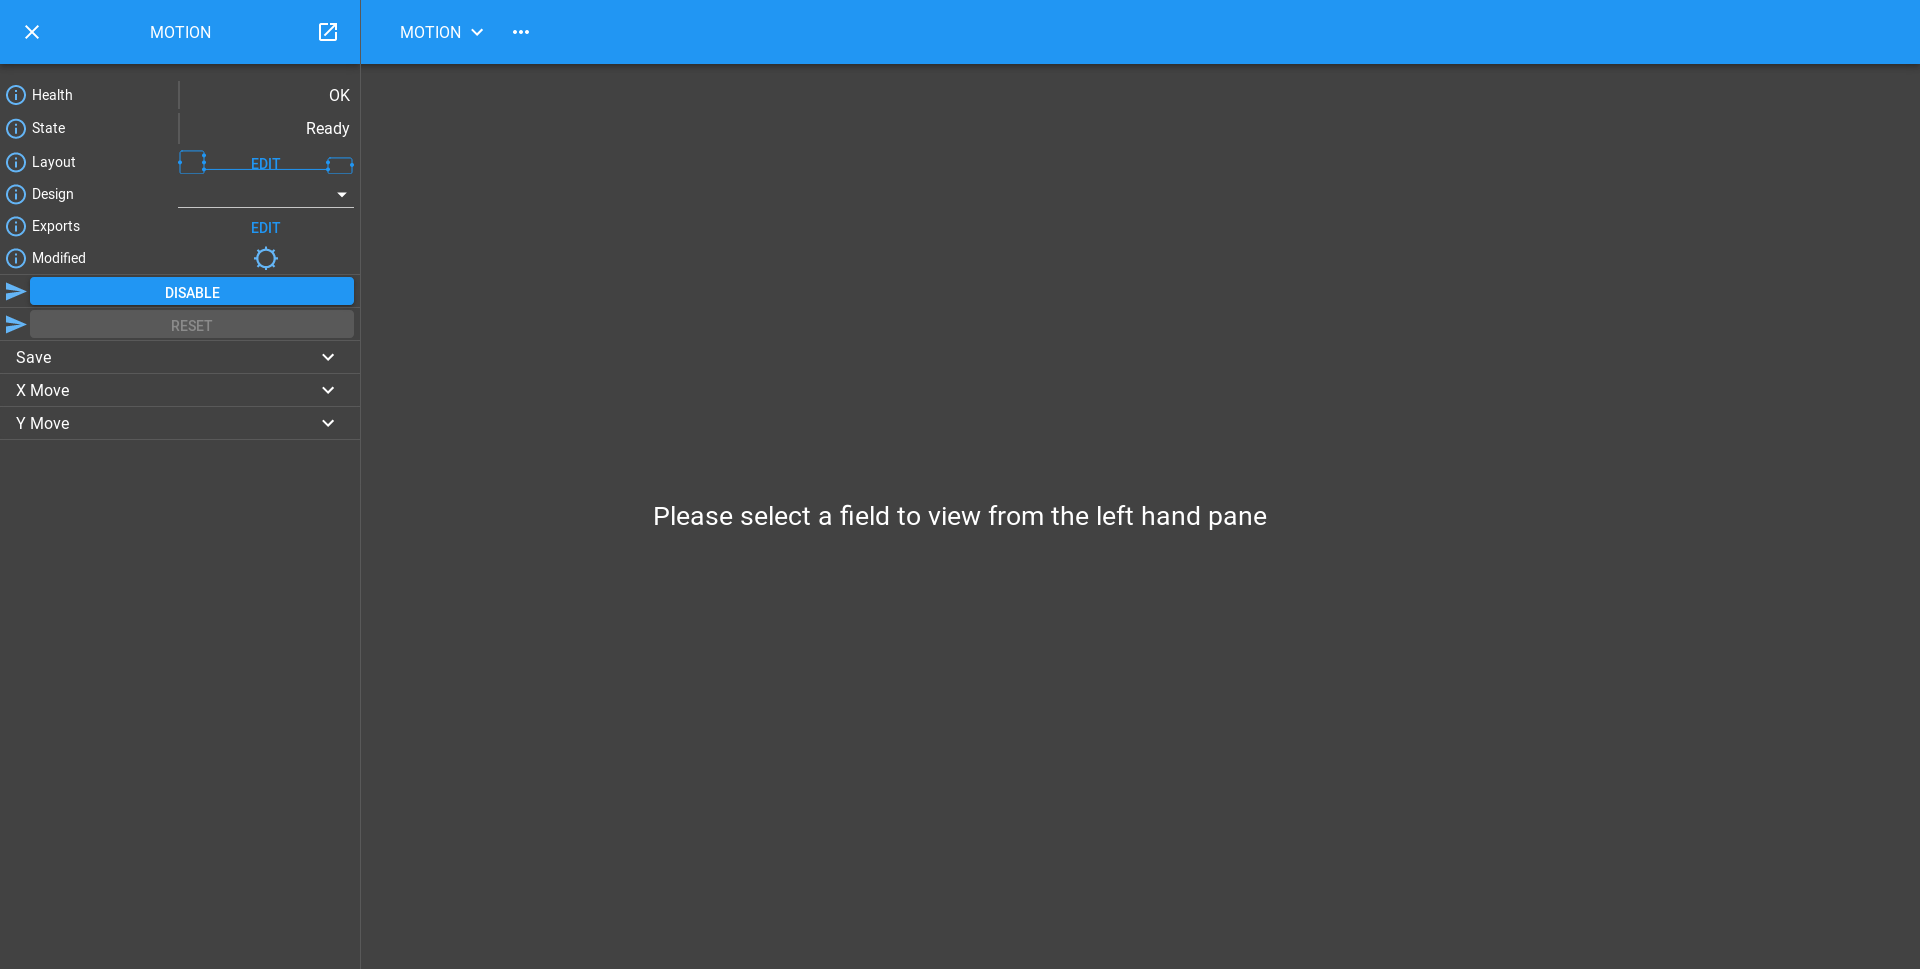 MOTION
MOTION
Health OK
State Ready
Layout EDIT
Design
Exports EDIT
Modified
DISABLE
RESET
Save
X Move
Y Move
Please select a field to view from the left hand pane